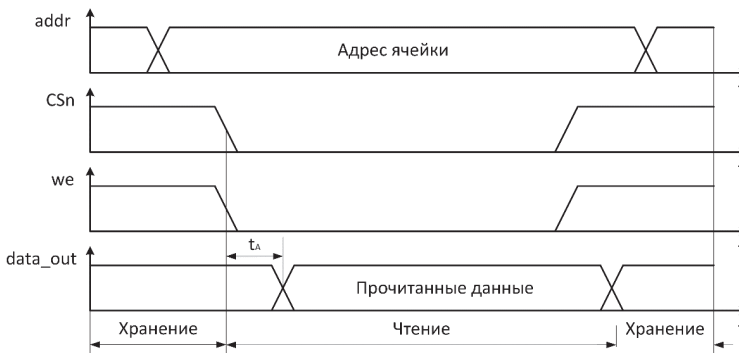 addr
Адрес ячейки
CSn
we
tA
data_out
Прочитанные данные
Хранение
Чтение
Хранение